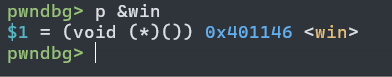 pwndbg> p &win
$1 = (void (*)()) 0x401146 <win>
pwndbg>